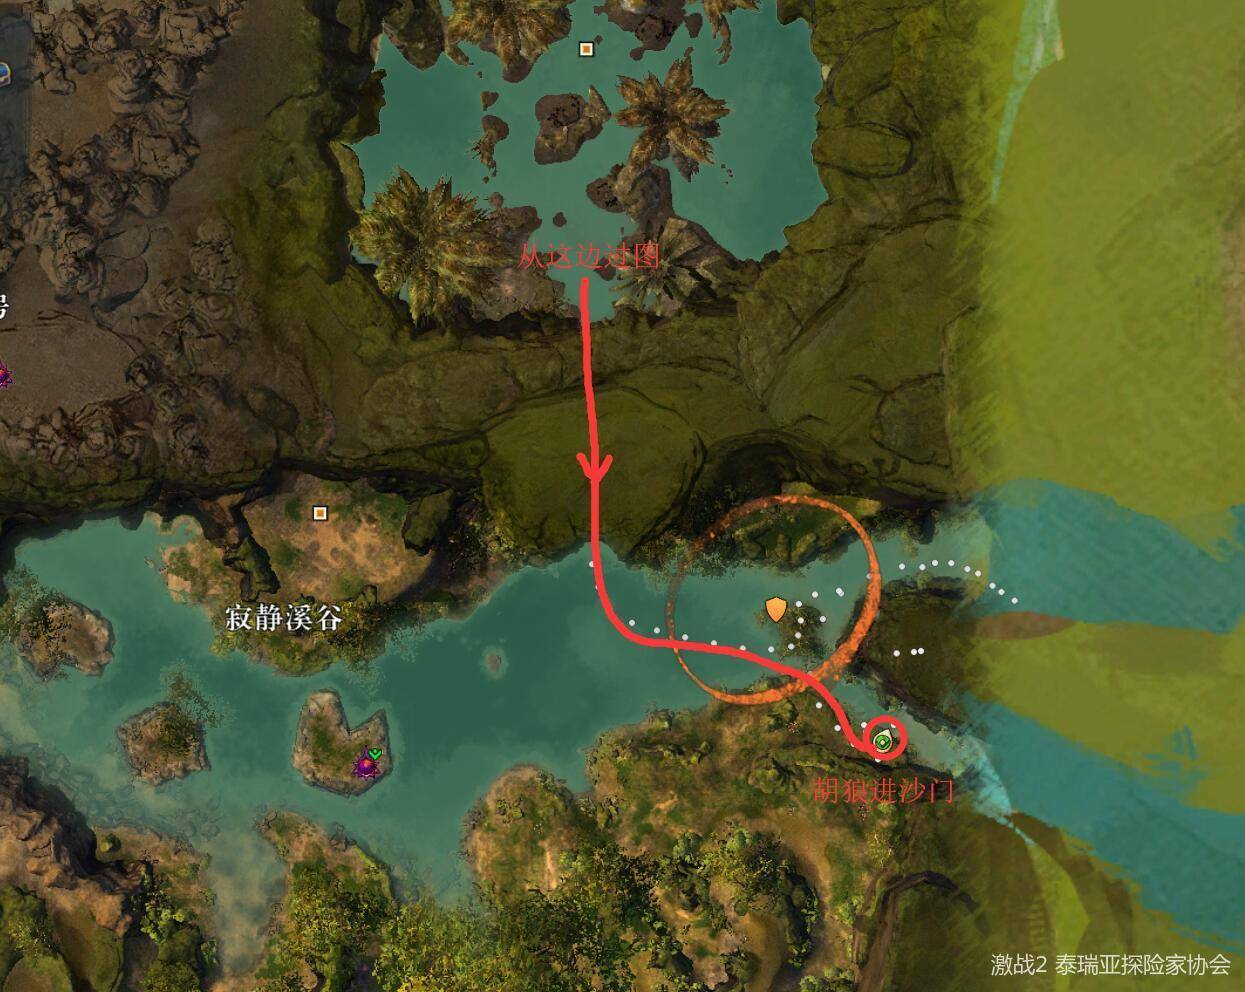 从这边过图
寂静溪谷
胡狼进沙门
激战2 泰瑞亚探险家协会